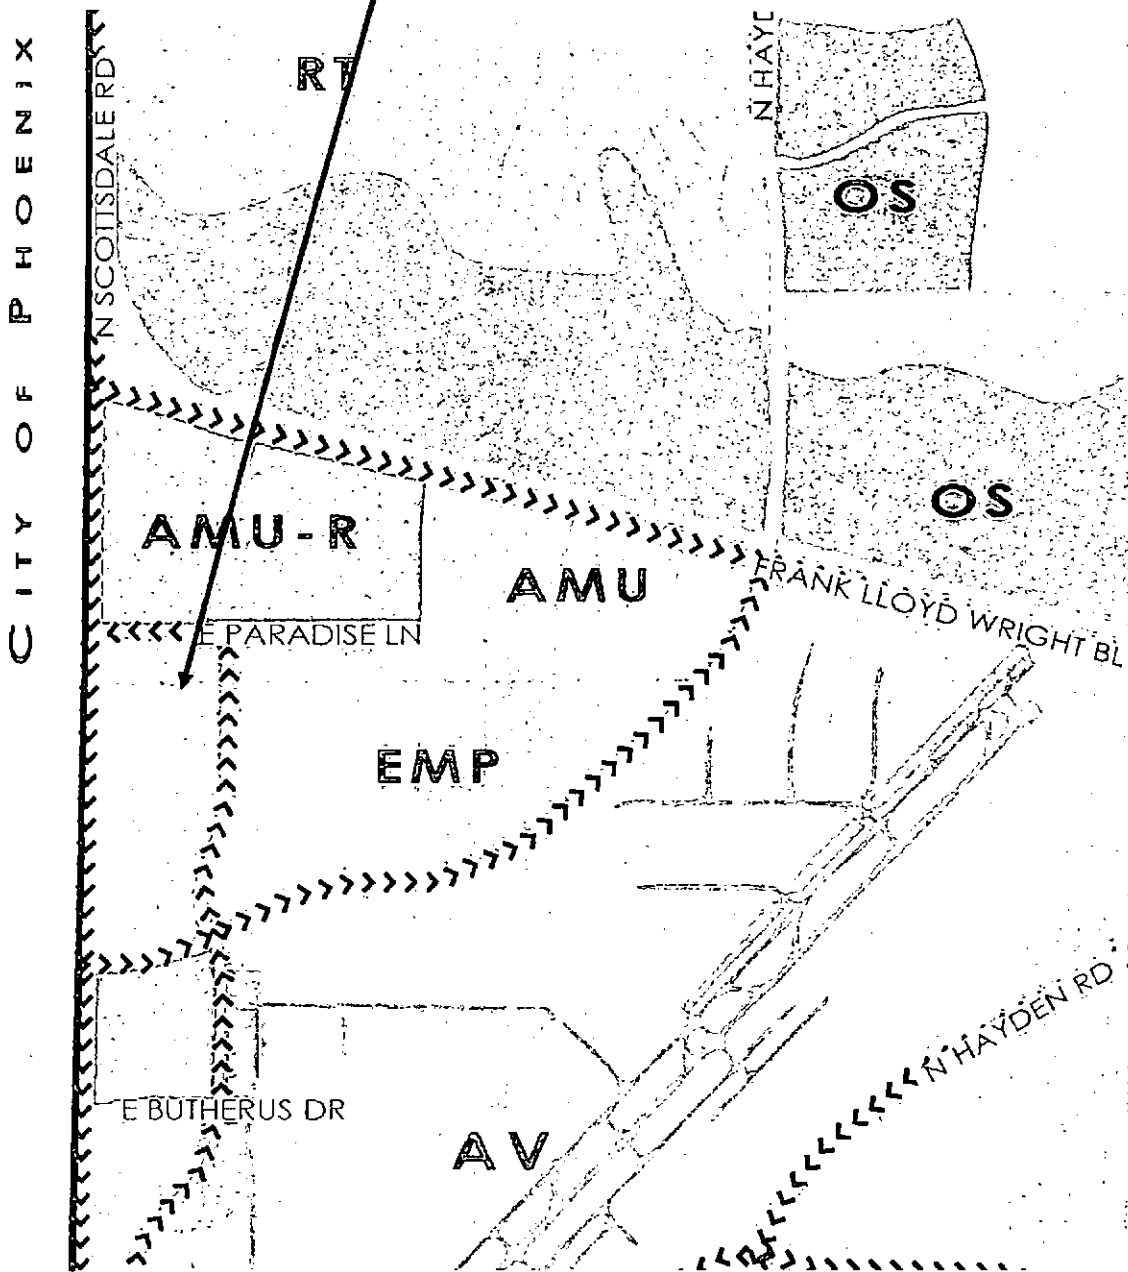 CITY OF PHOENIX
N SCOTTSDALE RD
RT
N HAYD
OS
OS
AMU-R
AMU
FRANK LLOYD WRIGHT BL
E PARADISE LN
EMP
N HAYDEN RD
E BUTHERUS DR
AV